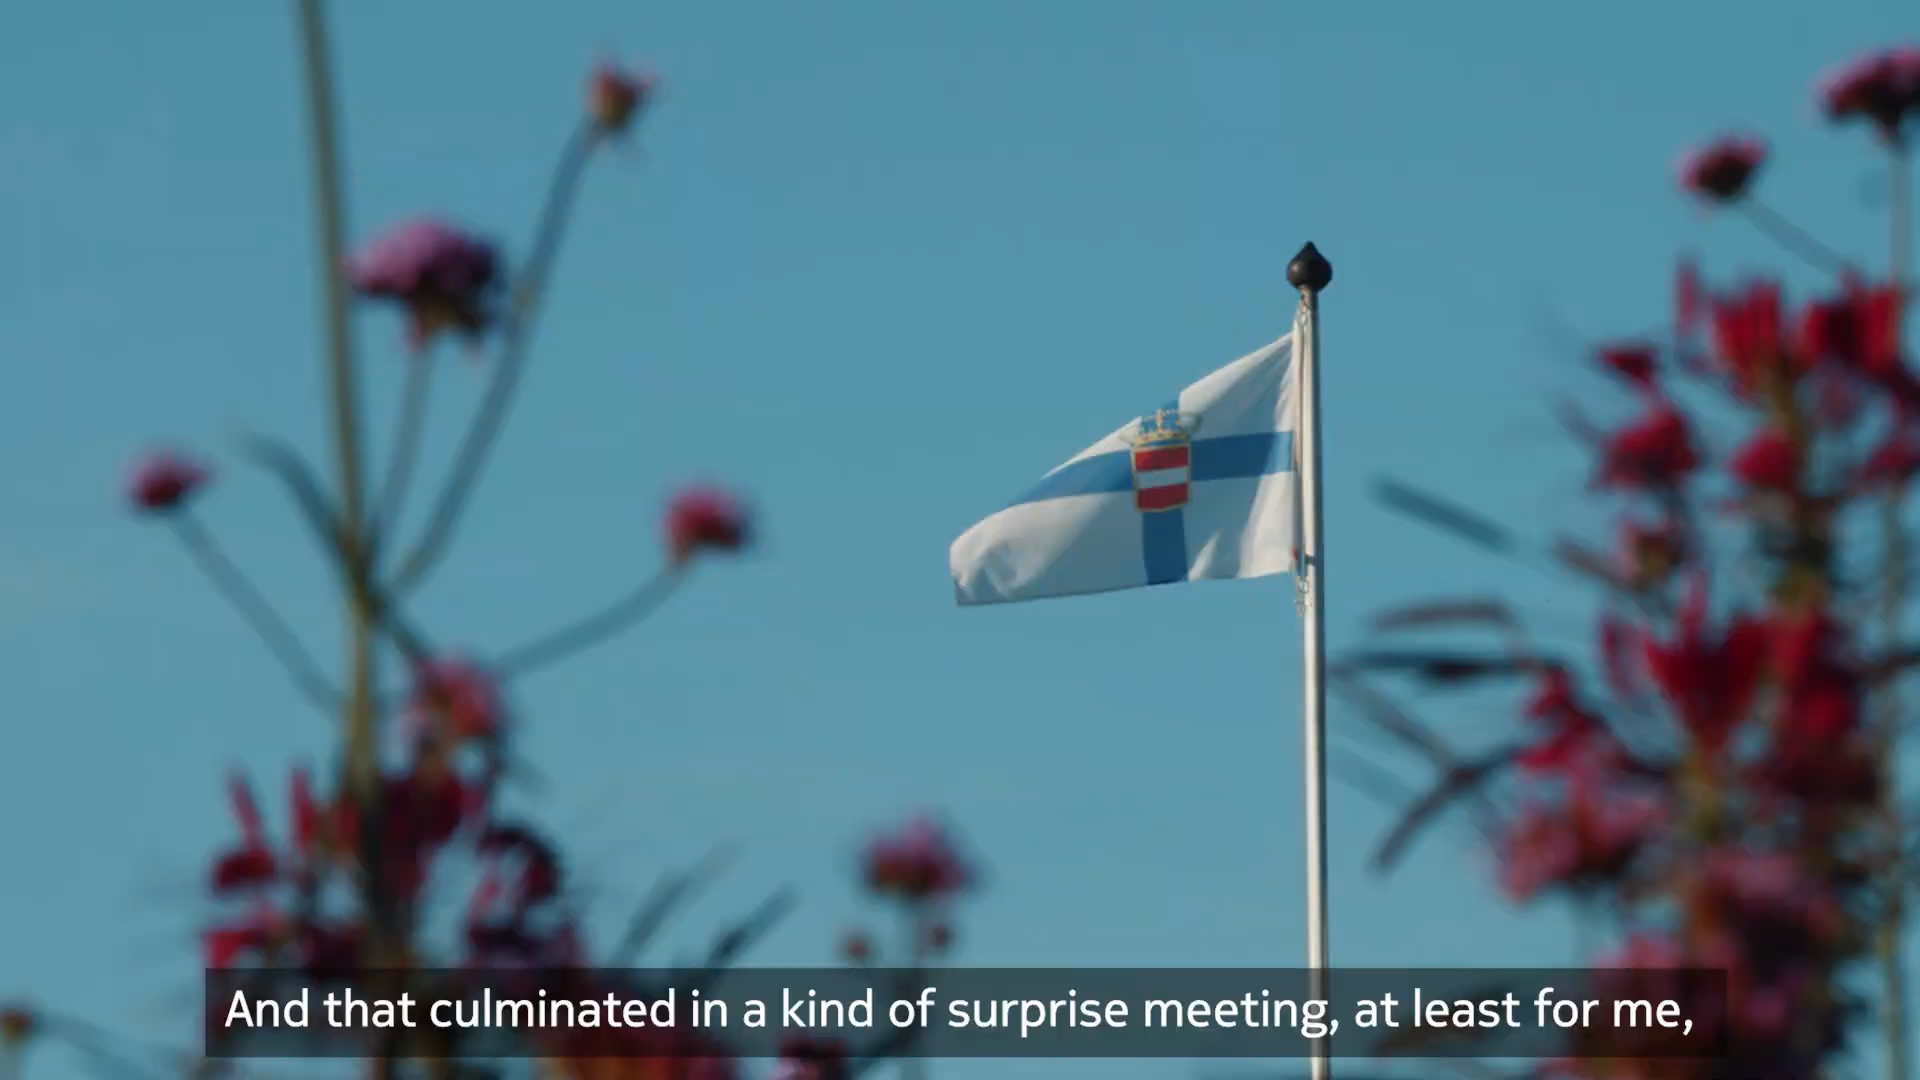 And that culminated in a kind of surprise meeting, at least for me,